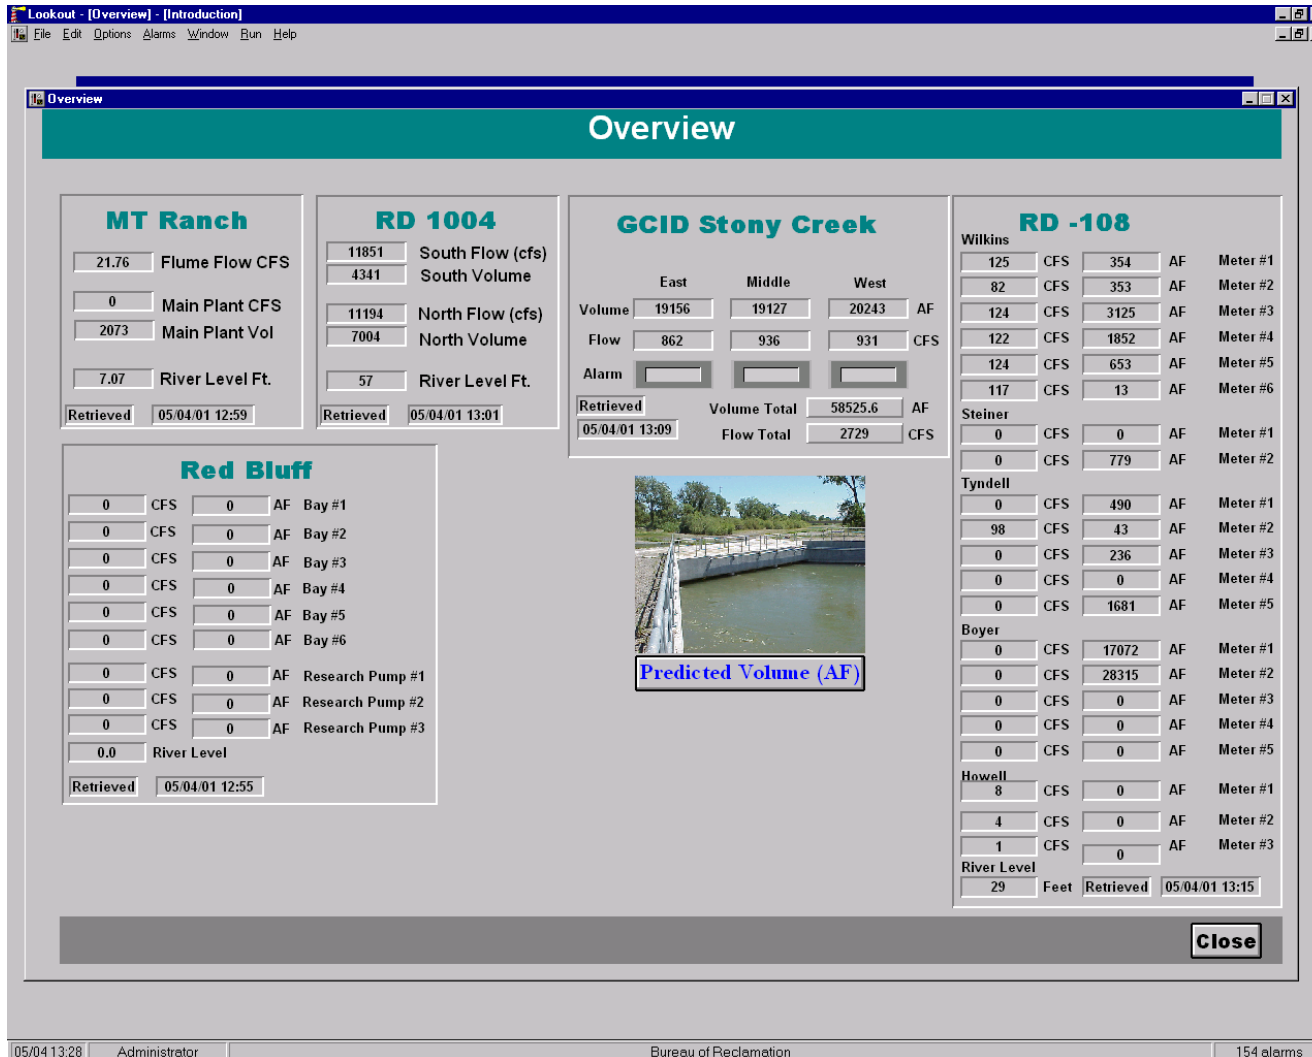 Lookout - [Overview] - [Introduction]
File Edit Options Alarms Window Run Help
Overview
Overview
MT Ranch
21.76 Flume Flow CFS
0 Main Plant CFS
2073 Main Plant Vol
7.07 River Level Ft.
Retrieved 05/04/01 12:59
RD 1004
11851 South Flow (cfs)
4341 South Volume
11194 North Flow (cfs)
7004 North Volume
57 River Level Ft.
Retrieved 05/04/01 13:01
GCID Stony Creek
East Middle West
Volume 19156 19127 20243 AF
Flow 862 936 931 CFS
Alarm
Retrieved
05/04/01 13:09
Volume Total 58525.6 AF
Flow Total 2729 CFS
RD -108
Wilkins
125 CFS 354 AF Meter #1
82 CFS 353 AF Meter #2
124 CFS 3125 AF Meter #3
122 CFS 1852 AF Meter #4
124 CFS 653 AF Meter #5
117 CFS 13 AF Meter #6
Steiner
0 CFS 0 AF Meter #1
0 CFS 779 AF Meter #2
Tyndell
0 CFS 490 AF Meter #1
98 CFS 43 AF Meter #2
0 CFS 236 AF Meter #3
0 CFS 0 AF Meter #4
0 CFS 1681 AF Meter #5
Boyer
0 CFS 17072 AF Meter #1
0 CFS 28315 AF Meter #2
0 CFS 0 AF Meter #3
0 CFS 0 AF Meter #4
0 CFS 0 AF Meter #5
Howell
8 CFS 0 AF Meter #1
4 CFS 0 AF Meter #2
1 CFS 0 AF Meter #3
River Level
29 Feet Retrieved 05/04/01 13:15
Red Bluff
0 CFS 0 AF Bay #1
0 CFS 0 AF Bay #2
0 CFS 0 AF Bay #3
0 CFS 0 AF Bay #4
0 CFS 0 AF Bay #5
0 CFS 0 AF Bay #6
0 CFS 0 AF Research Pump #1
0 CFS 0 AF Research Pump #2
0 CFS 0 AF Research Pump #3
0.0 River Level
Retrieved 05/04/01 12:55
Predicted Volume (AF)
Close
05/04 13:28 Administrator Bureau of Reclamation 154 alarms